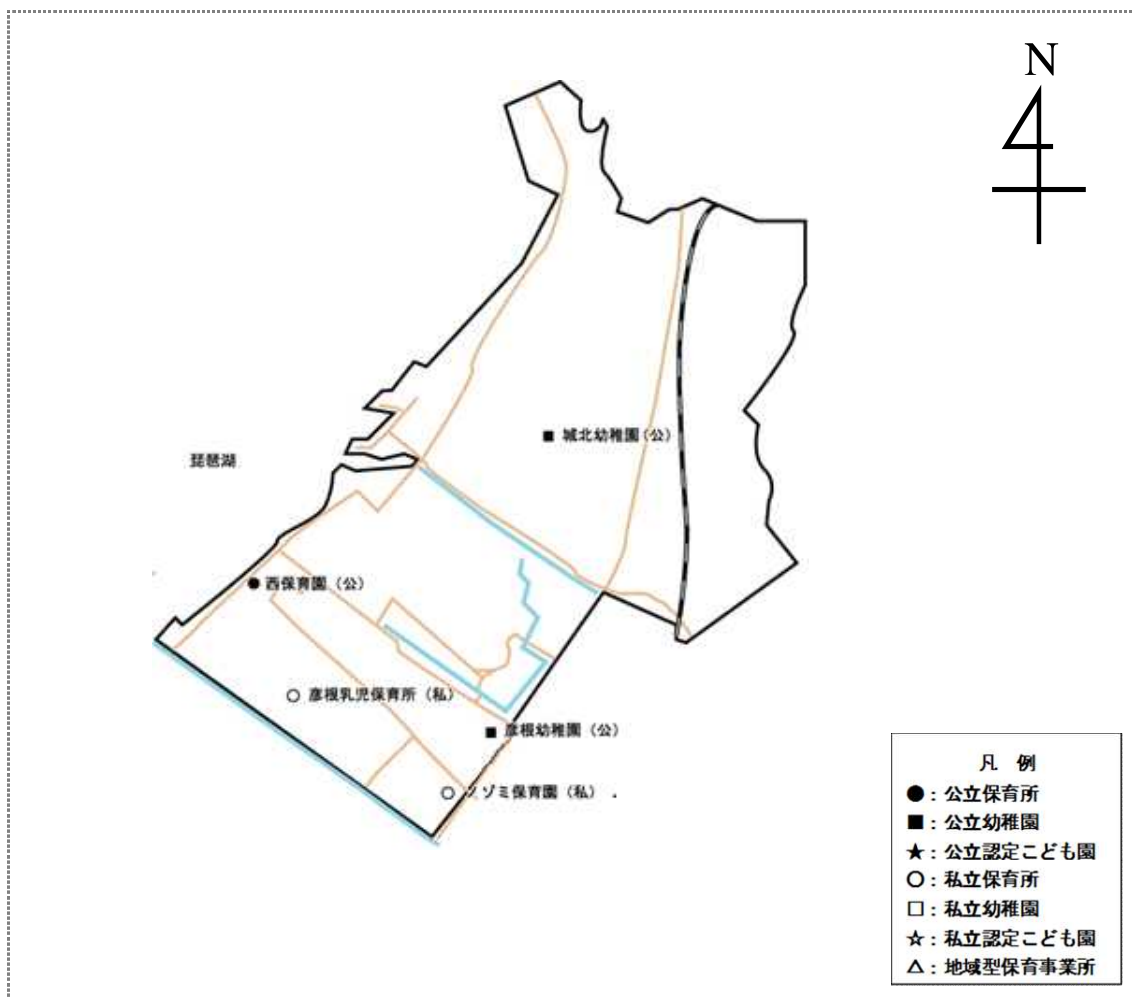 N
城北幼稚園(公)
琵琶湖
西保育園(公)
彦根乳児保育所(私)
彦根幼稚園(公)
ノゾミ保育園(私)
凡 例
●:公立保育所
■:公立幼稚園
★:公立認定こども園
○:私立保育所
□:私立幼稚園
☆:私立認定こども園
△:地域型保育事業所